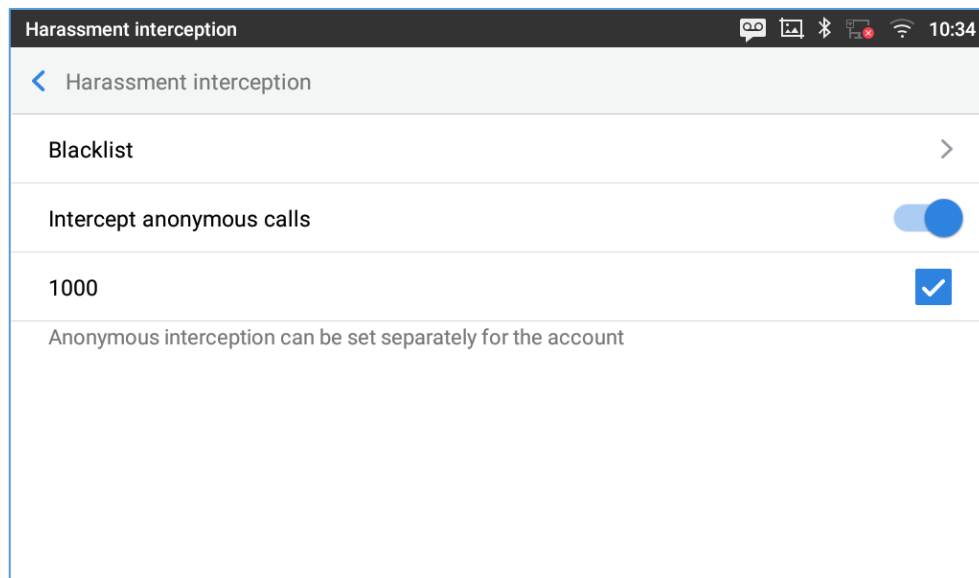 Harassment interception 10:34
Harassment interception
Blacklist
Intercept anonymous calls
1000
Anonymous interception can be set separately for the account